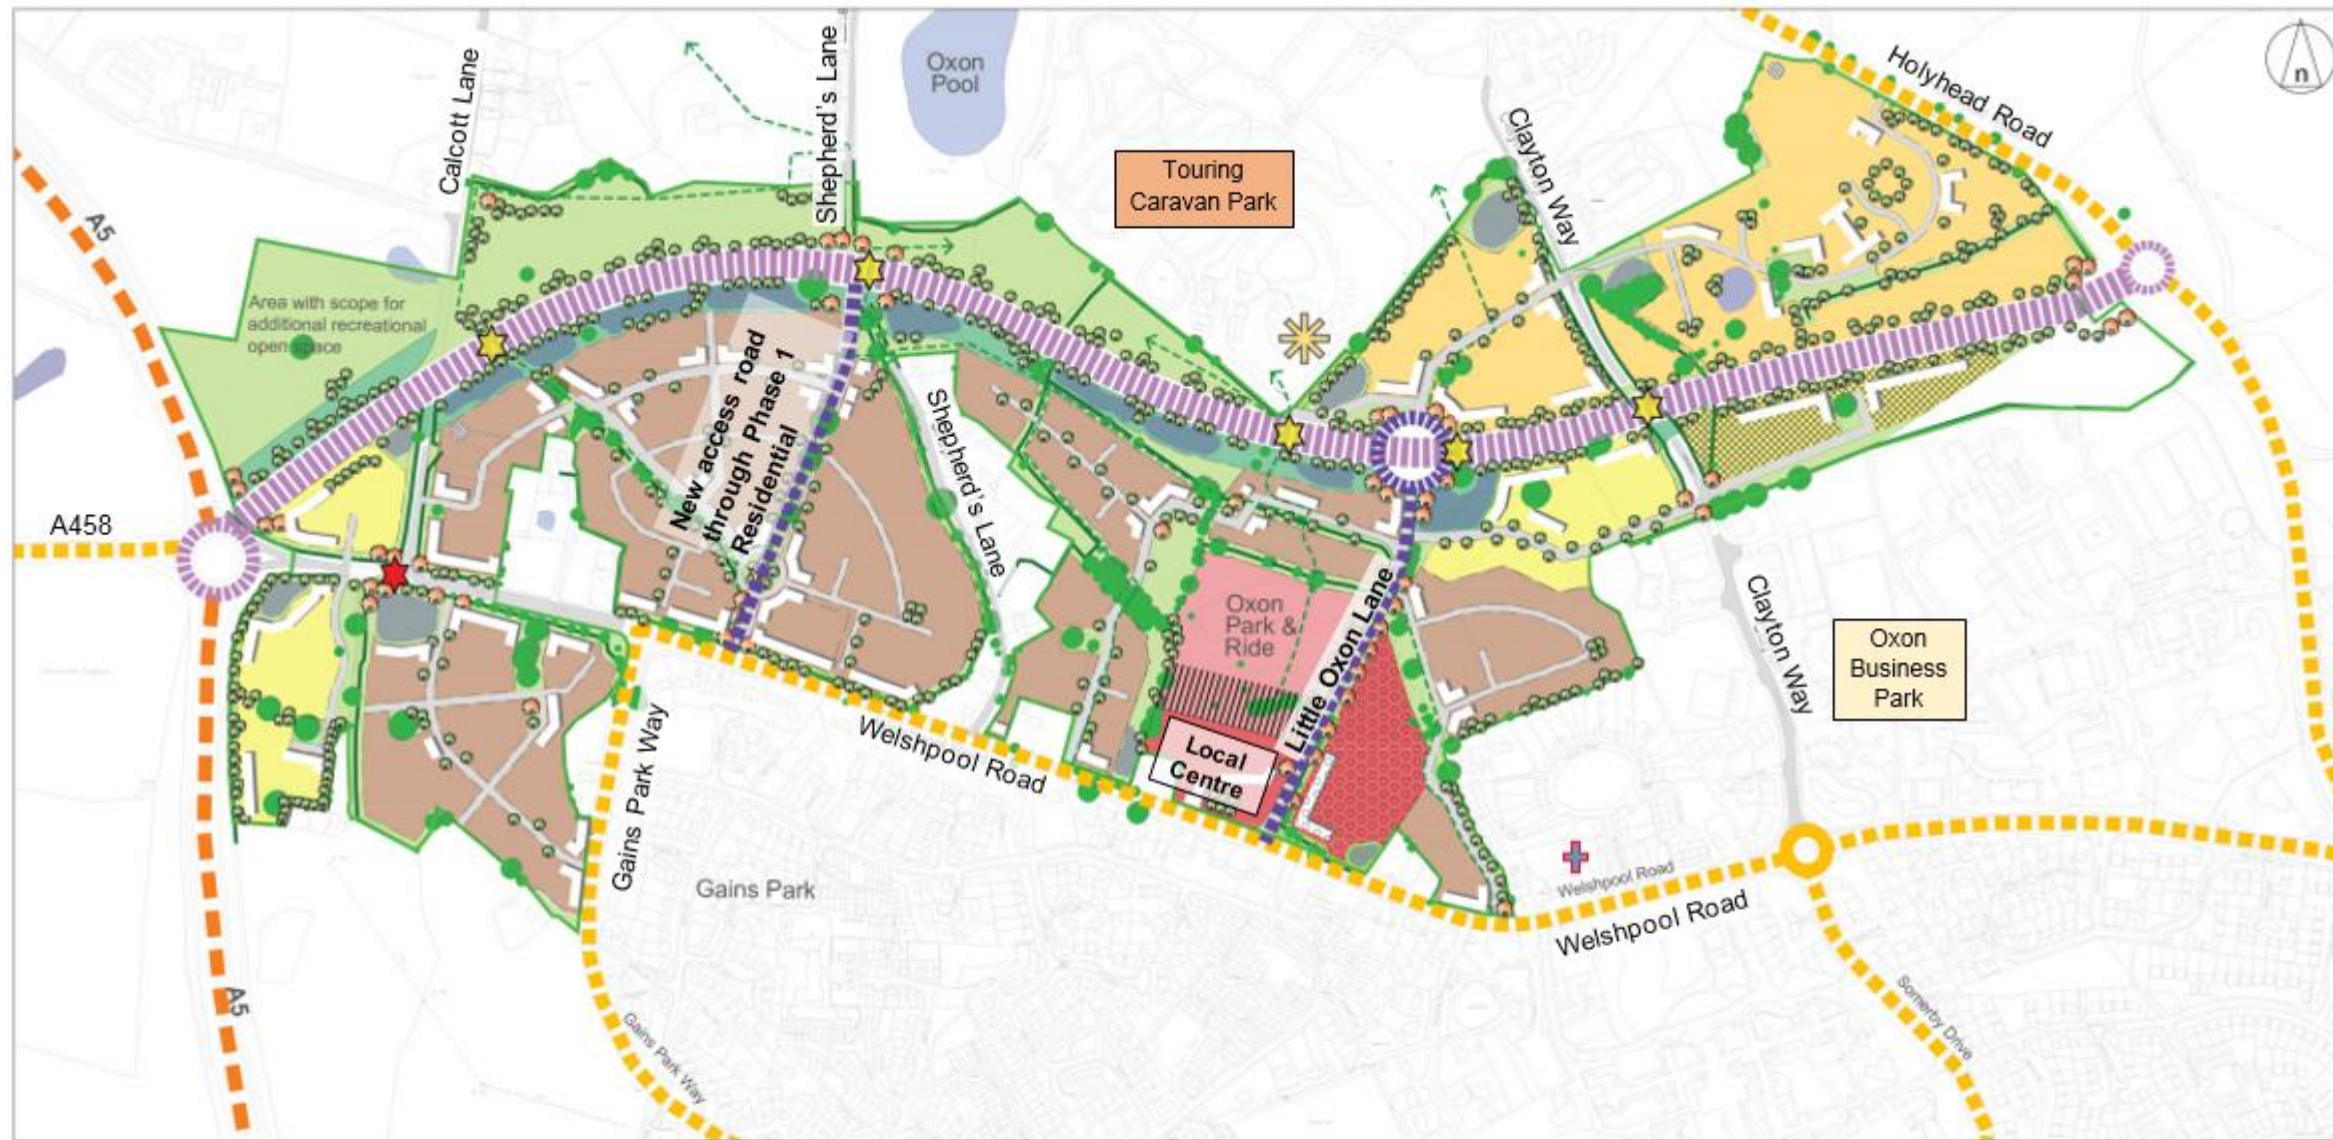 Calcott Lane
Shepherd's Lane
Oxon
Pool
Holyhead Road
n
Touring
Caravan Park
Clayton Way
A5
Area with scope for
additional recreational
open space
New access road
through Phase 1
Residential
Shepherd's Lane
A458
Oxon
Park &
Ride
Little Oxon Lane
Clayton Way
Oxon
Business
Park
Local
Centre
Gains Park Way
Welshpool Road
Gains Park
Welshpool Road
Welshpool Road
A5
Gains Park Way
Somerby Drive